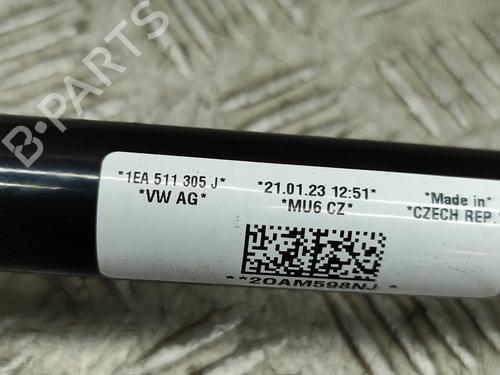 B-PARTS
*1EA 511 305 J* *21.01.23 12:51* *Made in*
*VW AG* *MU6 CZ* *CZECH REP.
**20AM598NJ *